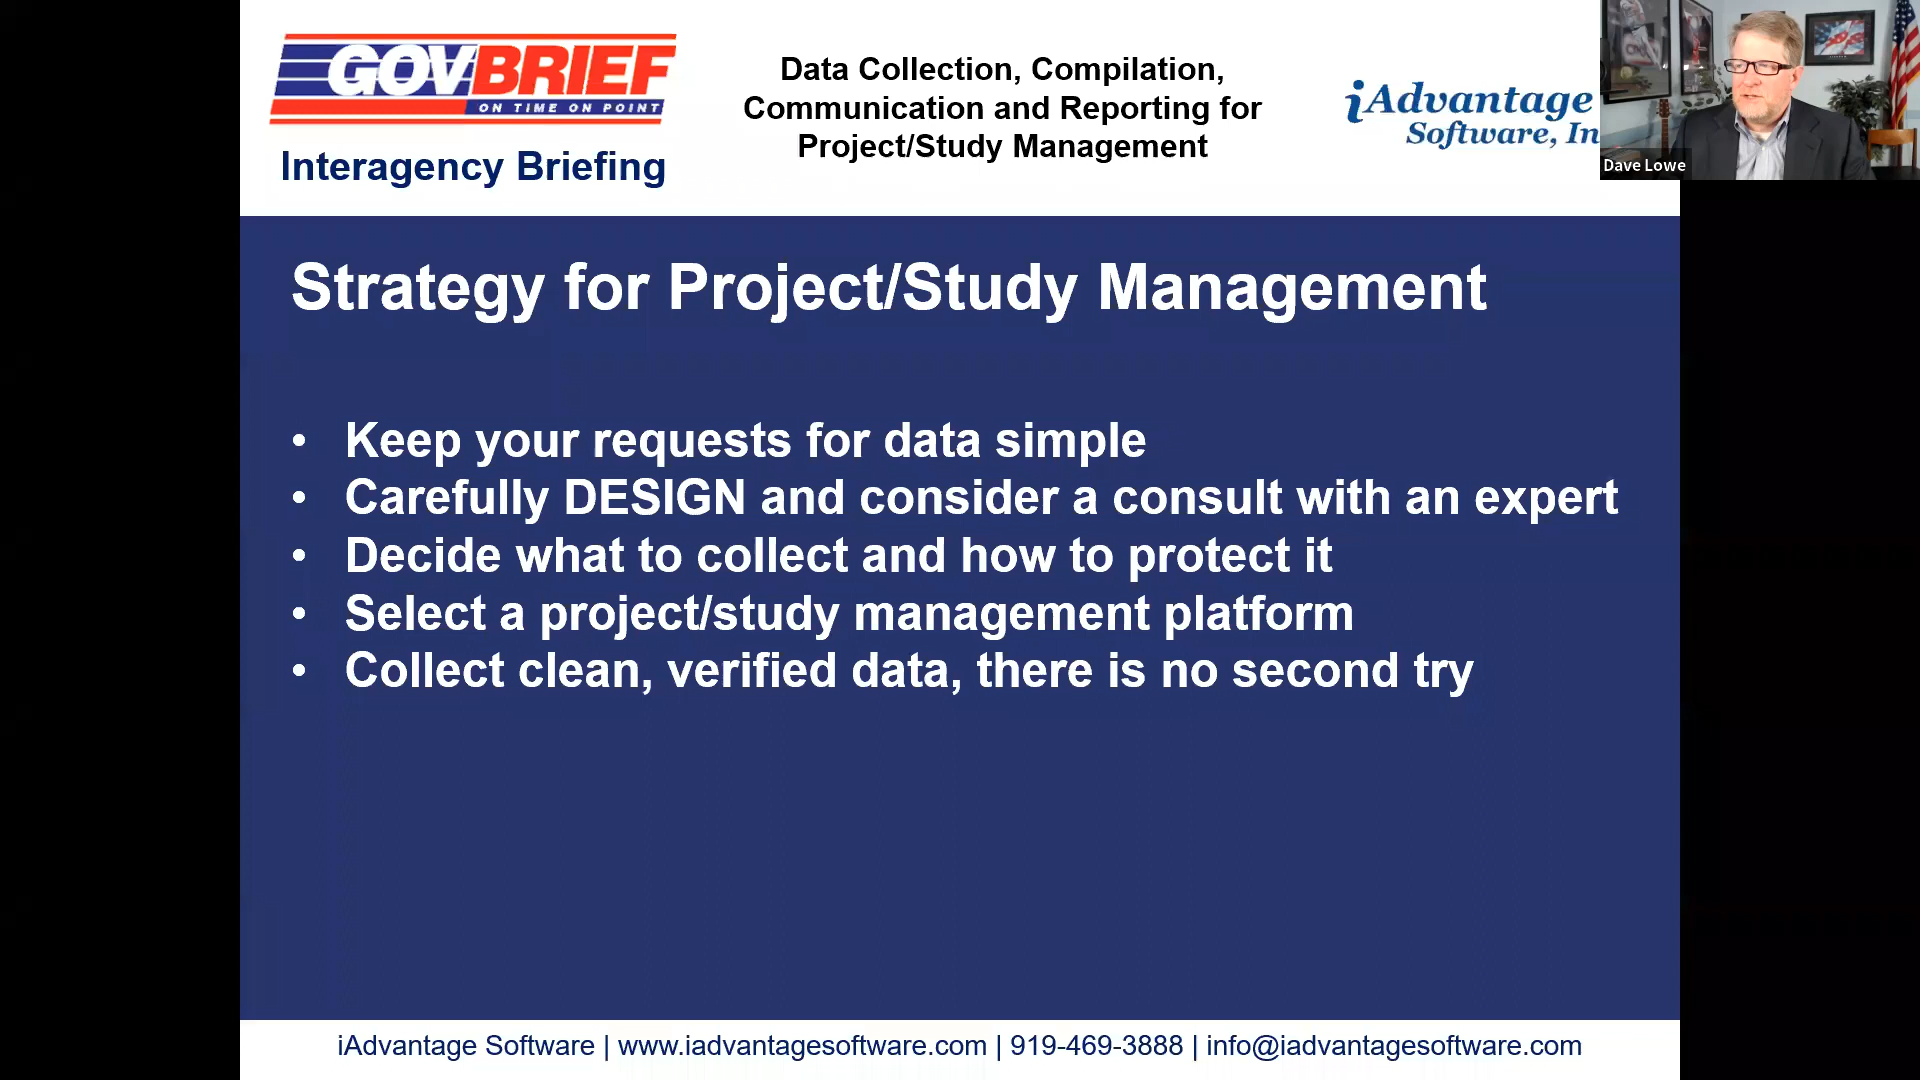 GOVBRIEF
ON TIME ON POINT
Interagency Briefing
Data Collection, Compilation,
Communication and Reporting for
Project/Study Management
iAdvantage
Software, In
Dave Lowe
Strategy for Project/Study Management
• Keep your requests for data simple
• Carefully DESIGN and consider a consult with an expert
• Decide what to collect and how to protect it
• Select a project/study management platform
• Collect clean, verified data, there is no second try
iAdvantage Software | www.iadvantagesoftware.com | 919-469-3888 | info@iadvantagesoftware.com